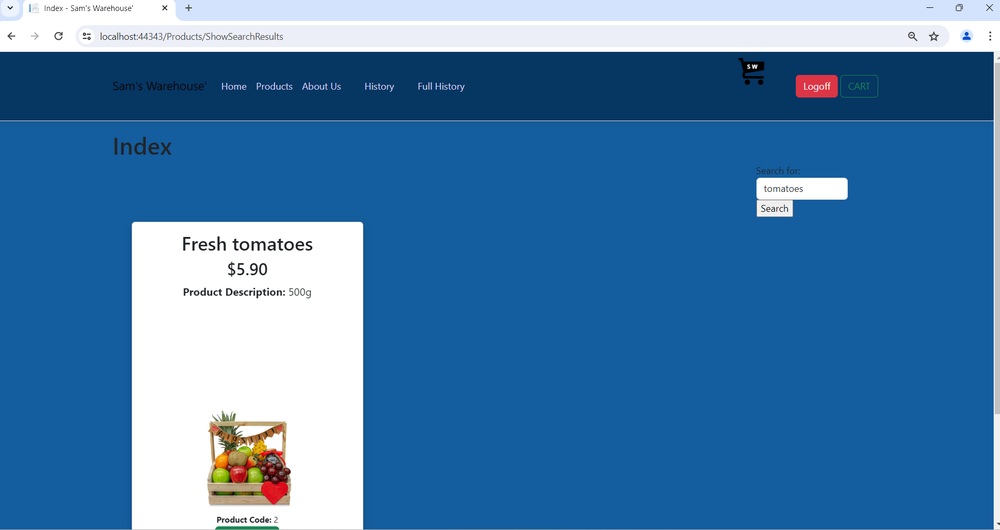 Index - Sam's Warehouse'
localhost:44343/Products/ShowSearchResults
SW
Sam's Warehouse' Home Products About Us History Full History Logoff CART
Index
Search for:
tomatoes
Search
Fresh tomatoes
$5.90
Product Description: 500g
Product Code: 2